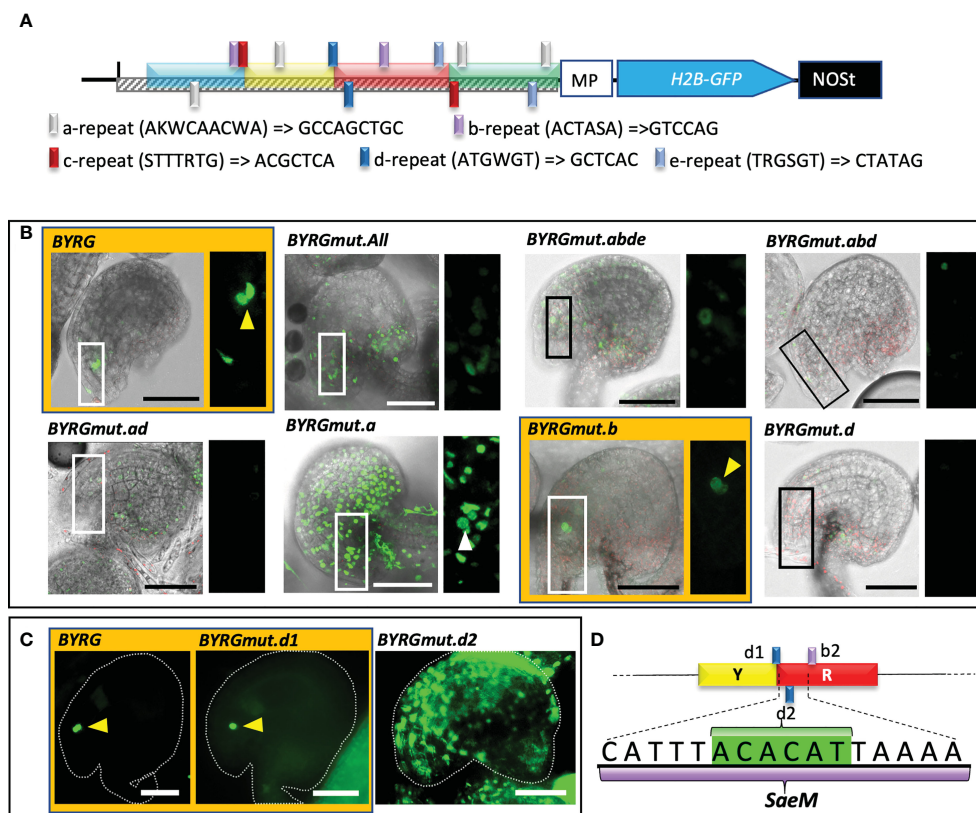 A
MP
H2B-GFP
NOSt
a-repeat (AKWCAACWA) => GCCAGCTGC
b-repeat (ACTASA) =>GTCCAG
c-repeat (STTTRTG) => ACGCTCA
d-repeat (ATGWGT) => GCTCAC
e-repeat (TRGSGT) => CTATAG
B
BYRG
BYRGmut.All
BYRGmut.abde
BYRGmut.abd
BYRGmut.ad
BYRGmut.a
BYRGmut.b
BYRGmut.d
C
BYRG
BYRGmut.d1
BYRGmut.d2
D
d1
b2
Y
R
d2
CATTTACACATTAAAA
SaeM